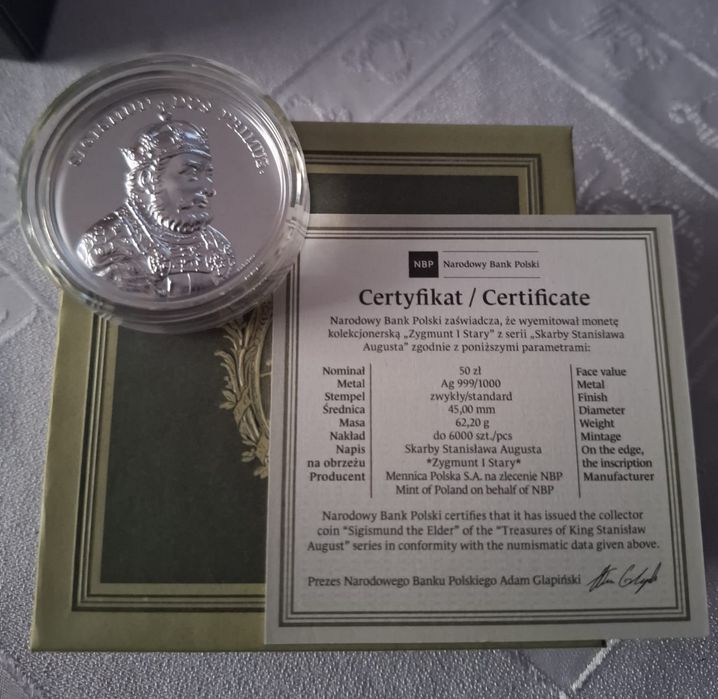 NBP Narodowy Bank Polski
Certyfikat / Certificate
Narodowy Bank Polski zaświadcza, że wyemitował monetę
kolekcjonerską „Zygmunt I Stary” z serii „Skarby Stanisława
Augusta” zgodnie z poniższymi parametrami:
Nominał 50 zł Face value
Metal Ag 999/1000 Metal
Stempel zwykły/standard Finish
Średnica 45,00 mm Diameter
Masa 62,20 g Weight
Nakład do 6000 szt./pcs Mintage
Napis Skarby Stanisława Augusta On the edge,
na obrzeżu *Zygmunt I Stary* the inscription
Producent Mennica Polska S.A. na zlecenie NBP Manufacturer
Mint of Poland on behalf of NBP
Narodowy Bank Polski certifies that it has issued the collector
coin “Sigismund the Elder” of the “Treasures of King Stanisław
August” series in conformity with the numismatic data given above.
Prezes Narodowego Banku Polskiego Adam Glapiński